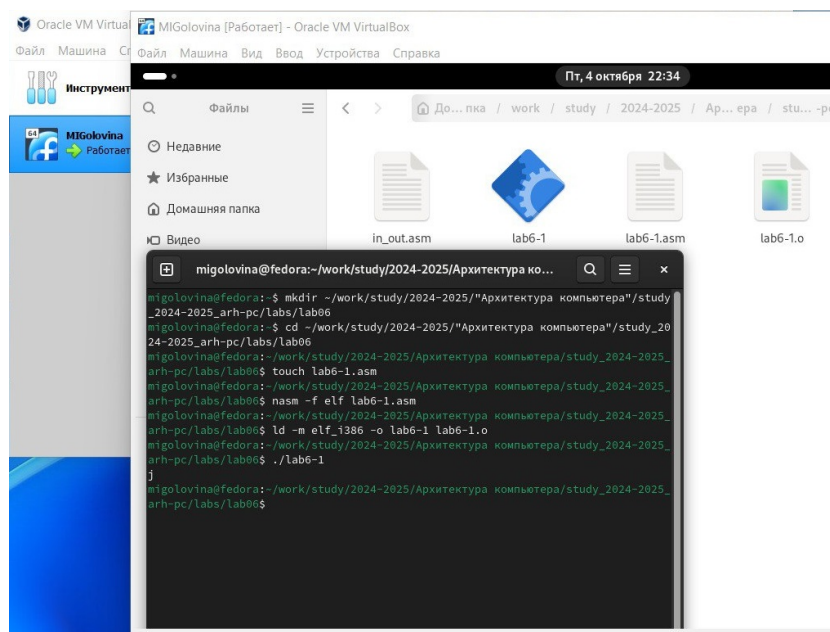 Oracle VM Virtual
Файл Машина Сп
Инструмент
64
MIGolovina
Работает
MIGolovina [Работает] - Oracle VM VirtualBox
Файл Машина Вид Ввод Устройства Справка
Пт, 4 октября 22:34
Файлы
До… пка / work / study / 2024-2025 / Ар… ера / stu… -pc
Недавние
Избранные
Домашняя папка
Видео
in_out.asm lab6-1 lab6-1.asm lab6-1.o
migolovina@fedora:~/work/study/2024-2025/Архитектура ко…
migolovina@fedora:~$ mkdir ~/work/study/2024-2025/"Архитектура компьютера"/study
_2024-2025_arh-pc/labs/lab06
migolovina@fedora:~$ cd ~/work/study/2024-2025/"Архитектура компьютера"/study_20
24-2025_arh-pc/labs/lab06
migolovina@fedora:~/work/study/2024-2025/Архитектура компьютера/study_2024-2025_
arh-pc/labs/lab06$ touch lab6-1.asm
migolovina@fedora:~/work/study/2024-2025/Архитектура компьютера/study_2024-2025_
arh-pc/labs/lab06$ nasm -f elf lab6-1.asm
migolovina@fedora:~/work/study/2024-2025/Архитектура компьютера/study_2024-2025_
arh-pc/labs/lab06$ ld -m elf_i386 -o lab6-1 lab6-1.o
migolovina@fedora:~/work/study/2024-2025/Архитектура компьютера/study_2024-2025_
arh-pc/labs/lab06$ ./lab6-1
j
migolovina@fedora:~/work/study/2024-2025/Архитектура компьютера/study_2024-2025_
arh-pc/labs/lab06$